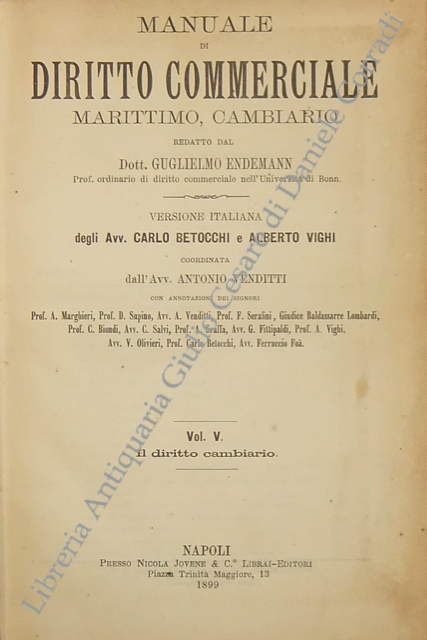 MANUALE
DI
DIRITTO COMMERCIALE
MARITTIMO, CAMBIARIO
REDATTO DAL
Dott. GUGLIELMO ENDEMANN
Prof. ordinario di diritto commerciale nell'Università di Bonn.
VERSIONE ITALIANA
degli Avv. CARLO BETOCCHI e ALBERTO VIGHI
COORDINATA
dall'Avv. ANTONIO VENDITTI
CON ANNOTAZIONI DEI SIGNORI
Prof. A. Marghieri, Prof. D. Supino, Avv. A. Venditti, Prof. F. Serafini, Giudice Baldassarre Lombardi,
Prof. C. Biondi, Avv. C. Salvi, Prof. A. Sraffa, Avv. G. Fittipaldi, Prof. A. Vighi.
Avv. V. Olivieri, Prof. Carlo Betocchi, Avv. Ferruccio Foà.
Vol. V.
Il diritto cambiario.
NAPOLI
PRESSO NICOLA JOVENE & C.º LIBRAI-EDITORI
Piazza Trinità Maggiore, 13
1899
Libreria Antiquaria Giulio Cesare di Daniele Corradi